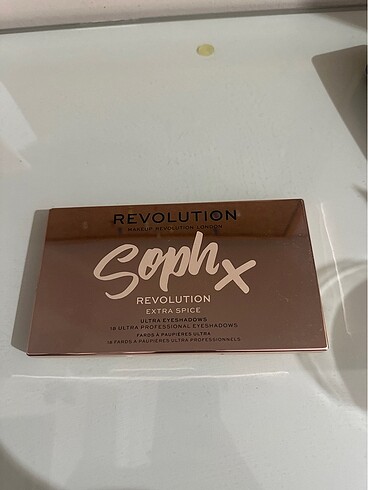 REVOLUTION
MAKEUP REVOLUTION LONDON
Soph x
REVOLUTION
EXTRA SPICE
ULTRA EYESHADOWS
18 ULTRA PROFESSIONAL EYESHADOWS
FARDS À PAUPIÈRES ULTRA
18 FARDS À PAUPIÈRES ULTRA PROFESSIONNELS